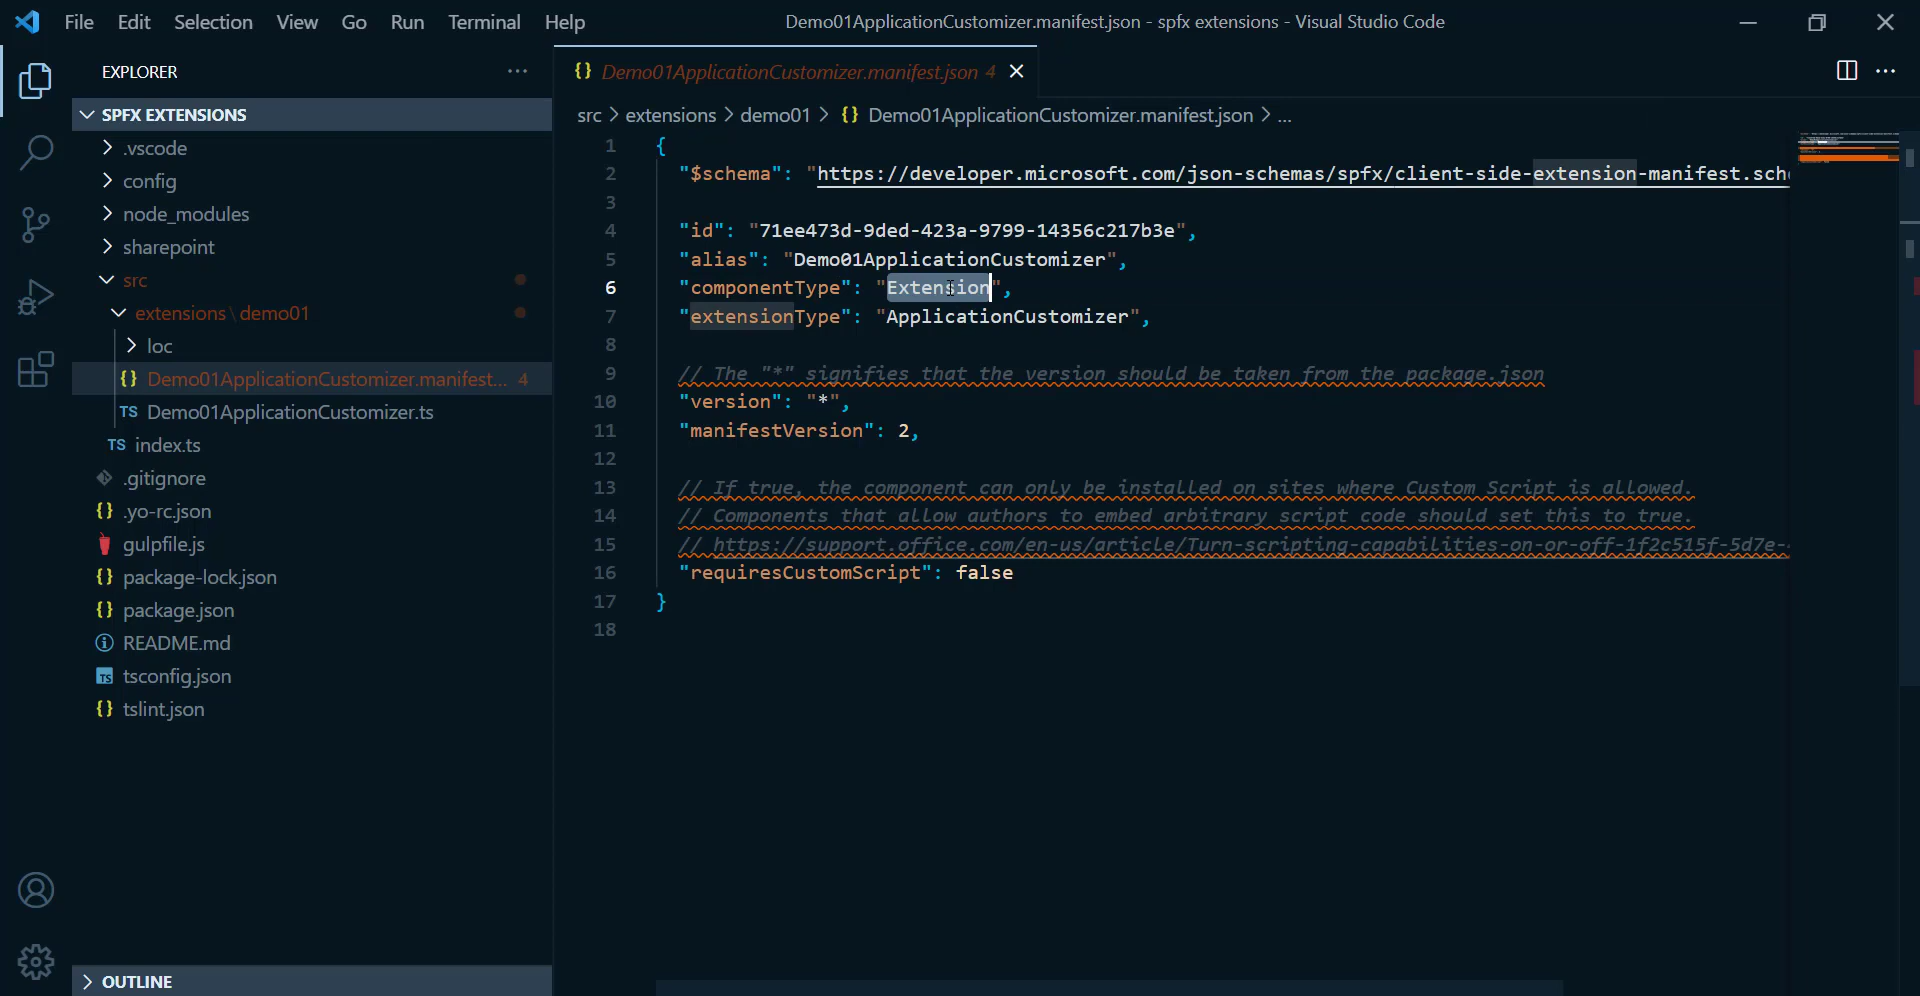 File Edit Selection View Go Run Terminal Help
Demo01ApplicationCustomizer.manifest.json - spfx extensions - Visual Studio Code
EXPLORER
SPFX EXTENSIONS
.vscode
config
node_modules
sharepoint
src
extensions \ demo01
loc
{} Demo01ApplicationCustomizer.manifest... 4
TS Demo01ApplicationCustomizer.ts
TS index.ts
.gitignore
{} .yo-rc.json
gulpfile.js
{} package-lock.json
{} package.json
README.md
TS tsconfig.json
{} tslint.json
OUTLINE
{} Demo01ApplicationCustomizer.manifest.json 4
src > extensions > demo01 > {} Demo01ApplicationCustomizer.manifest.json > ...
1 {
2 "$schema": "https://developer.microsoft.com/json-schemas/spfx/client-side-extension-manifest.sch
3
4 "id": "71ee473d-9ded-423a-9799-14356c217b3e",
5 "alias": "Demo01ApplicationCustomizer",
6 "componentType": "Extension",
7 "extensionType": "ApplicationCustomizer",
8
9 // The "*" signifies that the version should be taken from the package.json
10 "version": "*",
11 "manifestVersion": 2,
12
13 // If true, the component can only be installed on sites where Custom Script is allowed.
14 // Components that allow authors to embed arbitrary script code should set this to true.
15 // https://support.office.com/en-us/article/Turn-scripting-capabilities-on-or-off-1f2c515f-5d7e-
16 "requiresCustomScript": false
17 }
18